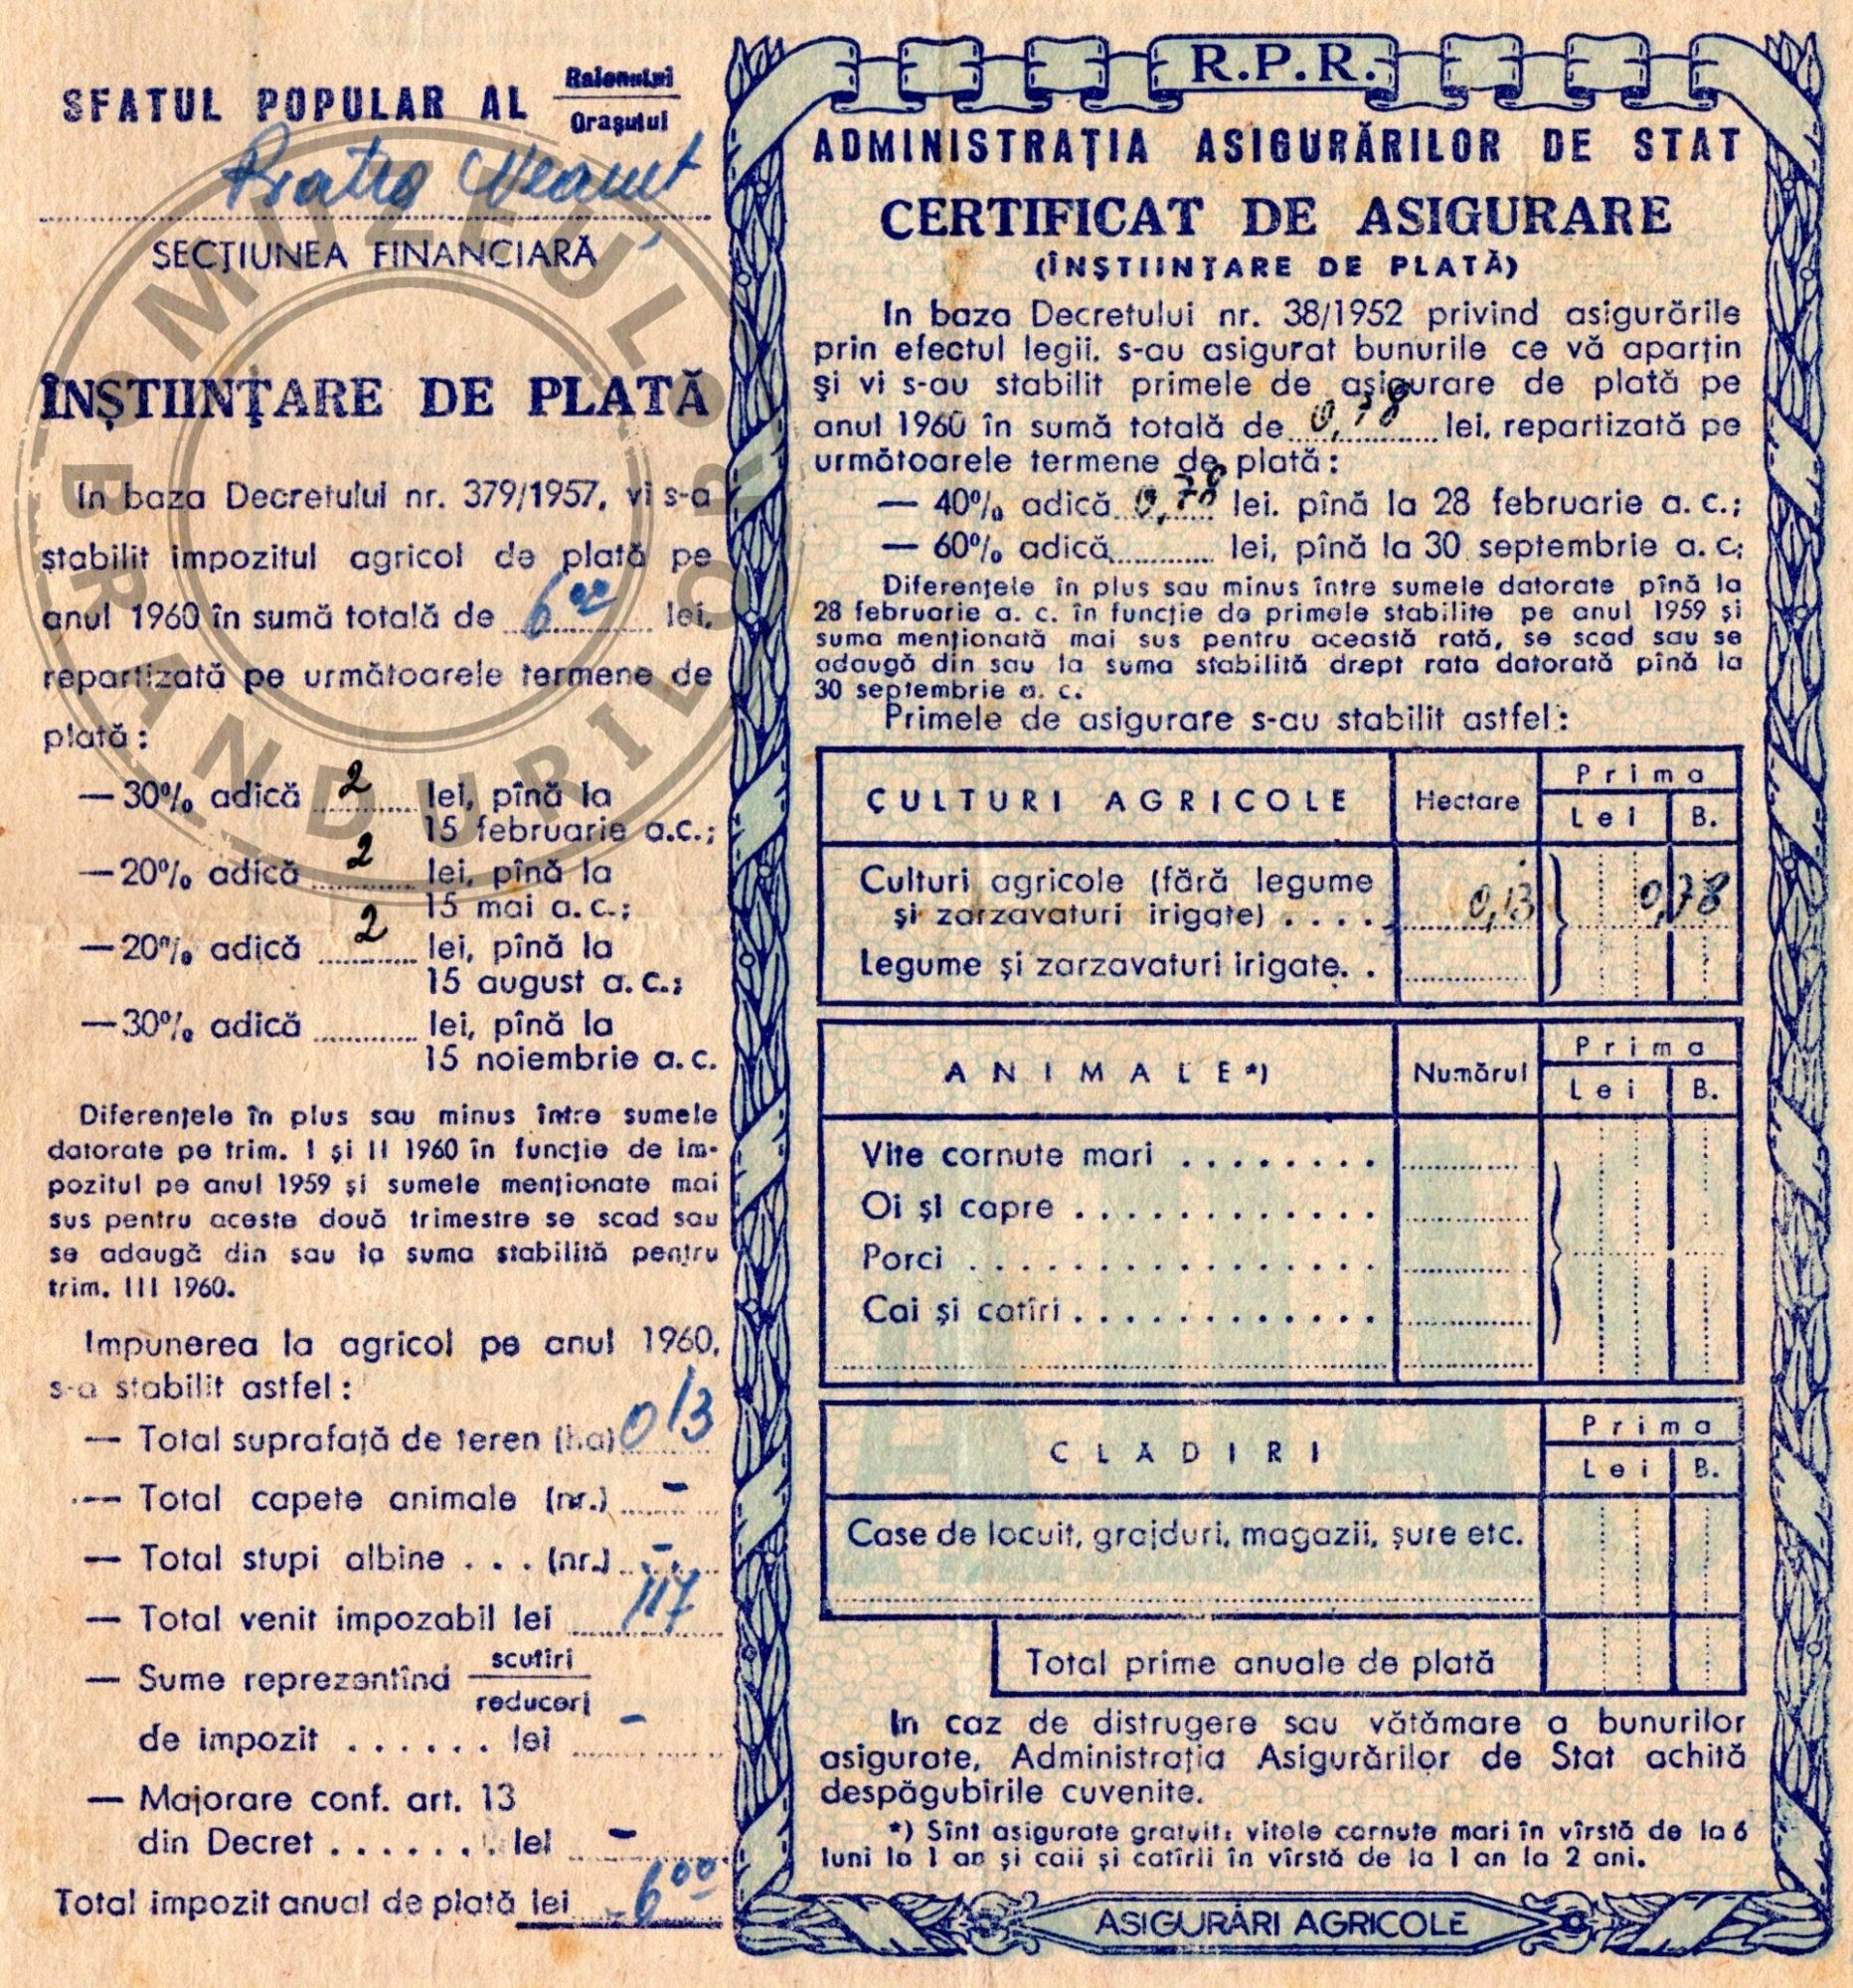 SFATUL POPULAR AL Raionului
Orașului
Piatra Neamț
SECȚIUNEA FINANCIARĂ
ÎNȘTIINȚARE DE PLATĂ
In baza Decretului nr. 379/1957, vi s-a
stabilit impozitul agricol de plată pe
anul 1960 în sumă totală de 6 00 lei,
repartizată pe următoarele termene de
plată:
— 30% adică 2 lei, pînă la
15 februarie a.c.;
— 20% adică 2 lei, pînă la
15 mai a.c.;
— 20% adică 2 lei, pînă la
15 august a.c.;
— 30% adică ........ lei, pînă la
15 noiembrie a.c.
Diferențele în plus sau minus între sumele
datorate pe trim. I și II 1960 în funcție de im-
pozitul pe anul 1959 și sumele menționate mai
sus pentru aceste două trimestre se scad sau
se adaugă din sau la suma stabilită pentru
trim. III 1960.
Impunerea la agricol pe anul 1960,
s-a stabilit astfel:
— Total suprafață de teren (ha) 0 13
— Total capete animale (nr.) –
— Total stupi albine . . . (nr.) –
— Total venit impozabil lei 117
— Sume reprezentînd scutiri
reduceri
de impozit . . . . . . lei –
— Majorare conf. art. 13
din Decret . . . . . . . lei –
Total impozit anual de plată lei 6 00
R.P.R.
ADMINISTRAȚIA ASIGURĂRILOR DE STAT
CERTIFICAT DE ASIGURARE
(ÎNȘTIINȚARE DE PLATĂ)
In baza Decretului nr. 38/1952 privind asigurările
prin efectul legii, s-au asigurat bunurile ce vă aparțin
și vi s-au stabilit primele de asigurare de plată pe
anul 1960 în sumă totală de 0,78 lei, repartizată pe
următoarele termene de plată:
— 40% adică 0,78 lei, pînă la 28 februarie a.c.;
— 60% adică ........ lei, pînă la 30 septembrie a.c;
Diferențele în plus sau minus între sumele datorate pînă la
28 februarie a. c. în funcție de primele stabilite pe anul 1959 și
suma menționată mai sus pentru această rată, se scad sau se
adaugă din sau la suma stabilită drept rata datorată pînă la
30 septembrie a. c.
Primele de asigurare s-au stabilit astfel:
CULTURI AGRICOLE Hectare Prima
Lei B.
Culturi agricole (fără legume
și zarzavaturi irigate) . . . . 0,13 0,78
Legume și zarzavaturi irigate. .
ANIMALE*) Numărul Prima
Lei B.
Vite cornute mari . . . . . . . .
Oi și capre . . . . . . . . . . . .
Porci . . . . . . . . . . . . . . . .
Cai și catîri . . . . . . . . . . . .
CLĂDIRI Prima
Lei B.
Case de locuit, grajduri, magazii, șure etc.
Total prime anuale de plată
In caz de distrugere sau vătămare a bunurilor
asigurate, Administrația Asigurărilor de Stat achită
despăgubirile cuvenite.
*) Sînt asigurate gratuit: vitele cornute mari în vîrstă de la 6
luni la 1 an și caii și catîrii în vîrstă de la 1 an la 2 ani.
ASIGURĂRI AGRICOLE
MUZEUL BRANDURILOR
ADAS